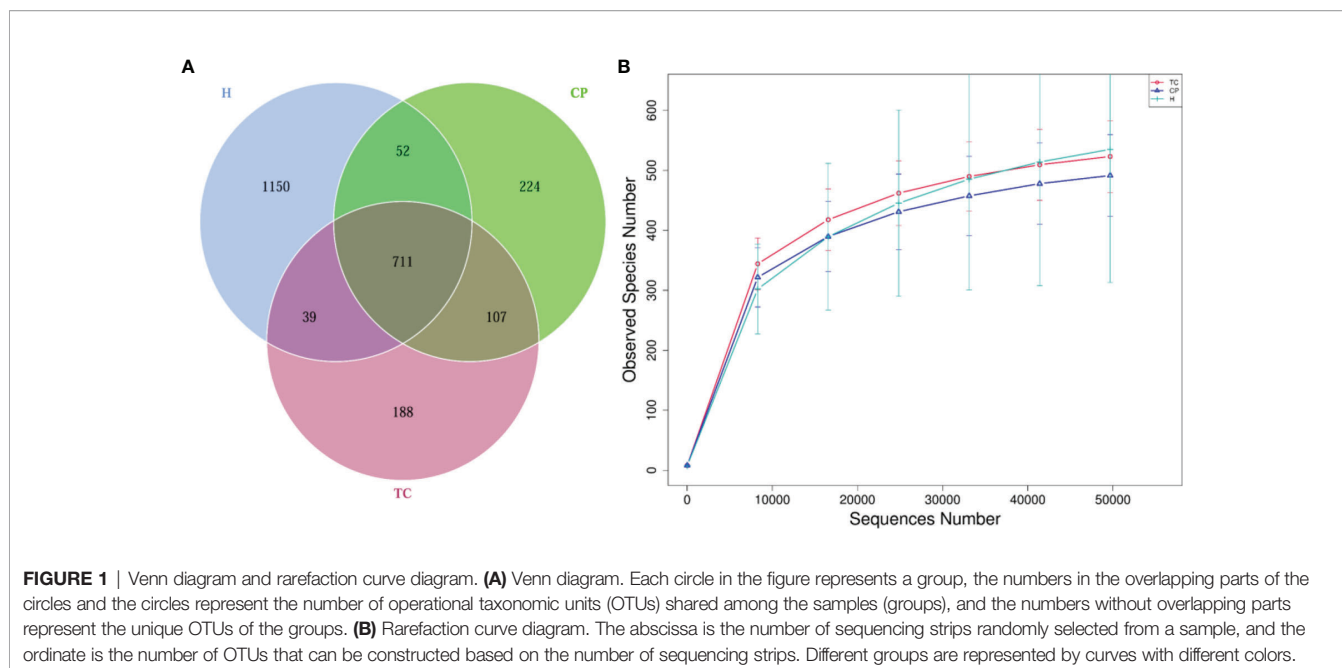 A
H
CP
52
1150
224
711
39
107
188
TC
B
TC
CP
H
Observed Species Number
600
500
400
300
200
100
0
0 10000 20000 30000 40000 50000
Sequences Number
FIGURE 1 | Venn diagram and rarefaction curve diagram. (A) Venn diagram. Each circle in the figure represents a group, the numbers in the overlapping parts of the
circles and the circles represent the number of operational taxonomic units (OTUs) shared among the samples (groups), and the numbers without overlapping parts
represent the unique OTUs of the groups. (B) Rarefaction curve diagram. The abscissa is the number of sequencing strips randomly selected from a sample, and the
ordinate is the number of OTUs that can be constructed based on the number of sequencing strips. Different groups are represented by curves with different colors.